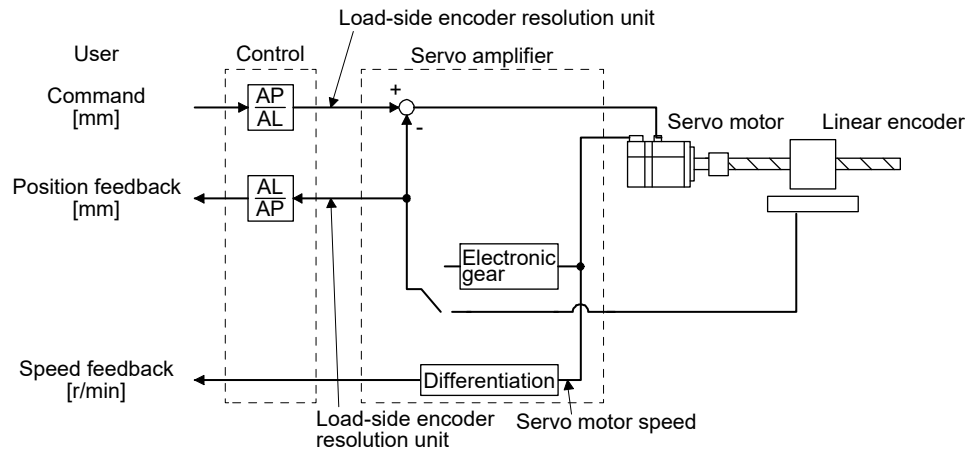 Load-side encoder resolution unit
User
Control
Servo amplifier
Command
[mm]
AP
AL
+
-
Servo motor
Linear encoder
Position feedback
[mm]
AL
AP
Electronic
gear
Speed feedback
[r/min]
Differentiation
Load-side encoder
resolution unit
Servo motor speed